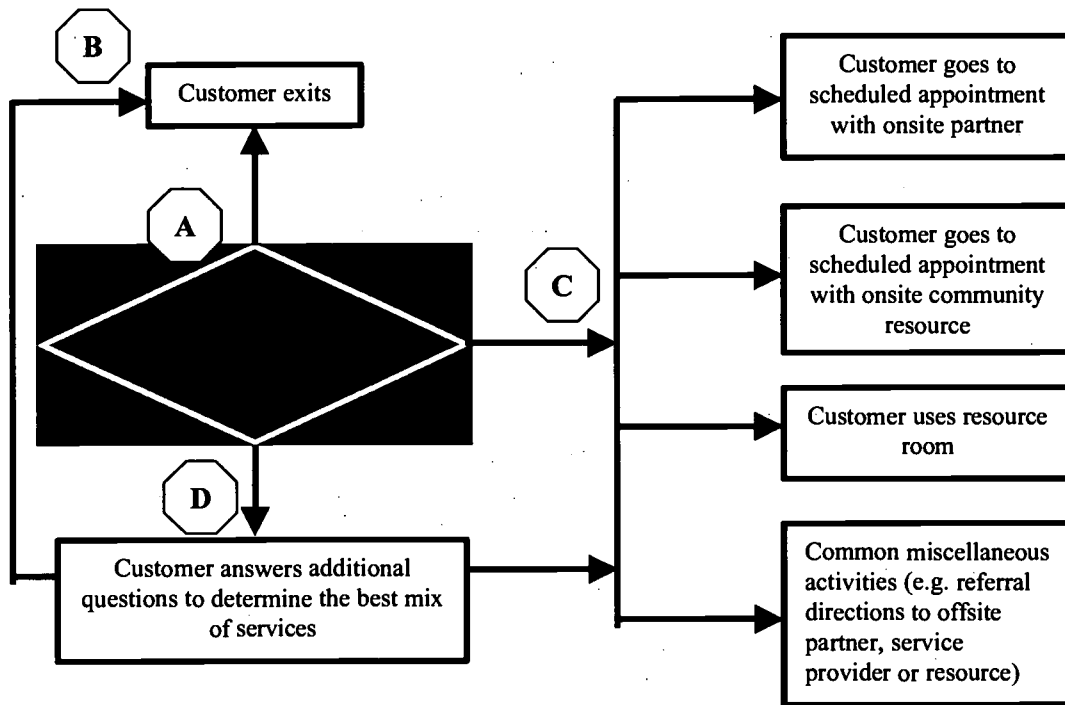 B
Customer exits
A
C
D
Customer answers additional
questions to determine the best mix
of services
Customer goes to
scheduled appointment
with onsite partner
Customer goes to
scheduled appointment
with onsite community
resource
Customer uses resource
room
Common miscellaneous
activities (e.g. referral
directions to offsite
partner, service
provider or resource)